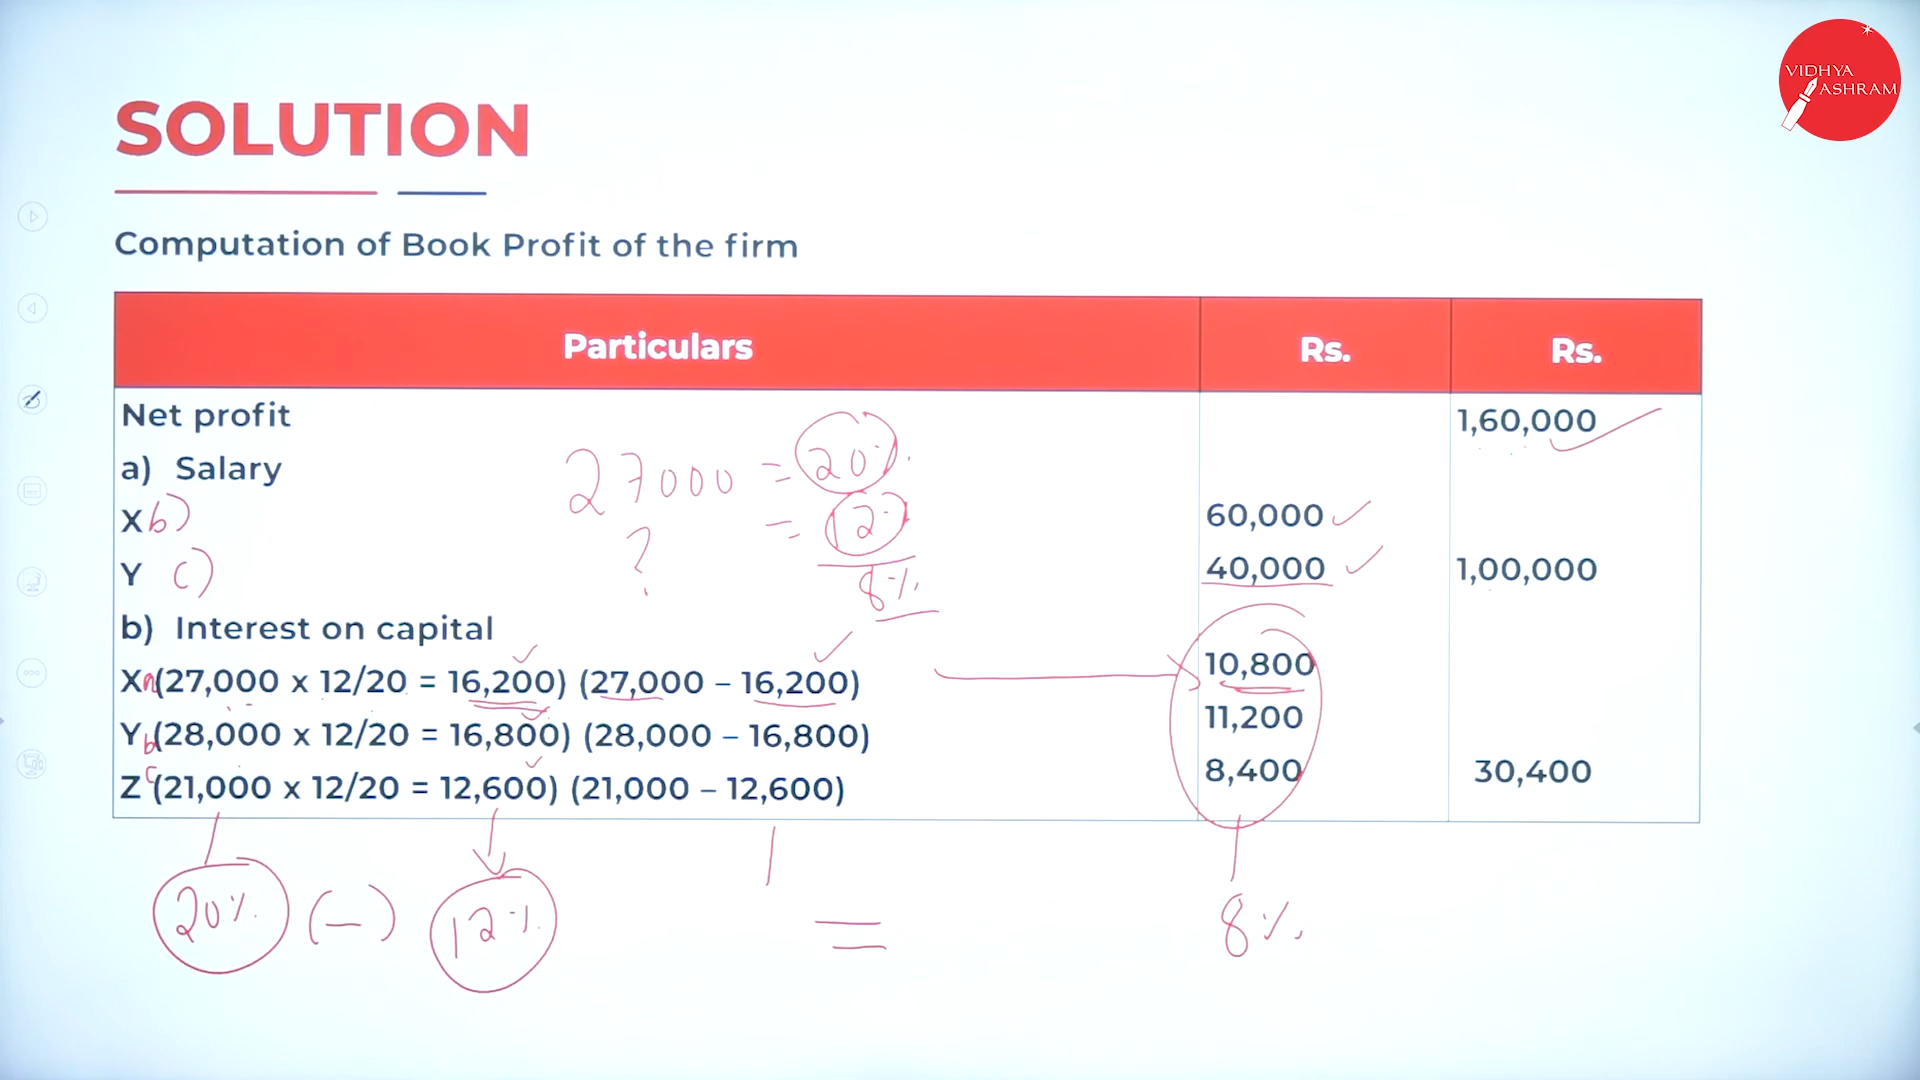 VIDHYA
ASHRAM
SOLUTION
Computation of Book Profit of the firm
Particulars Rs. Rs.
Net profit 1,60,000
27000 = 20%
a) Salary
X b) = 12% 60,000
Y c) ? 8% 40,000 1,00,000
b) Interest on capital
X a (27,000 x 12/20 = 16,200) (27,000 – 16,200) 10,800
Y b (28,000 x 12/20 = 16,800) (28,000 – 16,800) 11,200
Z c (21,000 x 12/20 = 12,600) (21,000 – 12,600) 8,400 30,400
20% (-) 12% = 8%